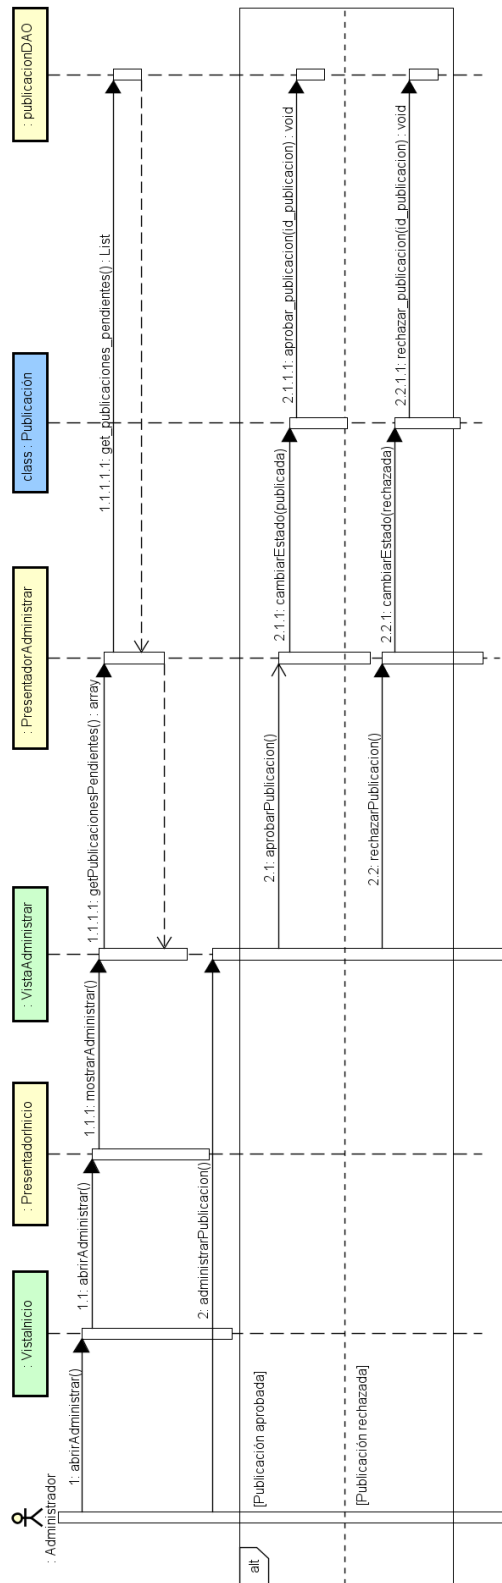 : Administrador
: VistaInicio
: PresentadorInicio
: VistaAdministrar
: PresentadorAdministrar
class : Publicación
: publicacionDAO
1: abrirAdministrar()
1.1: abrirAdministrar()
1.1.1: mostrarAdministrar()
1.1.1.1: getPublicacionesPendientes() : array
1.1.1.1.1: get_publicaciones_pendientes() : List
2: administrarPublicacion()
alt
[Publicación aprobada]
2.1: aprobarPublicacion()
2.1.1: cambiarEstado(publicada)
2.1.1.1: aprobar_publicacion(id_publicacion) : void
[Publicación rechazada]
2.2: rechazarPublicacion()
2.2.1: cambiarEstado(rechazada)
2.2.1.1: rechazar_publicacion(id_publicacion) : void